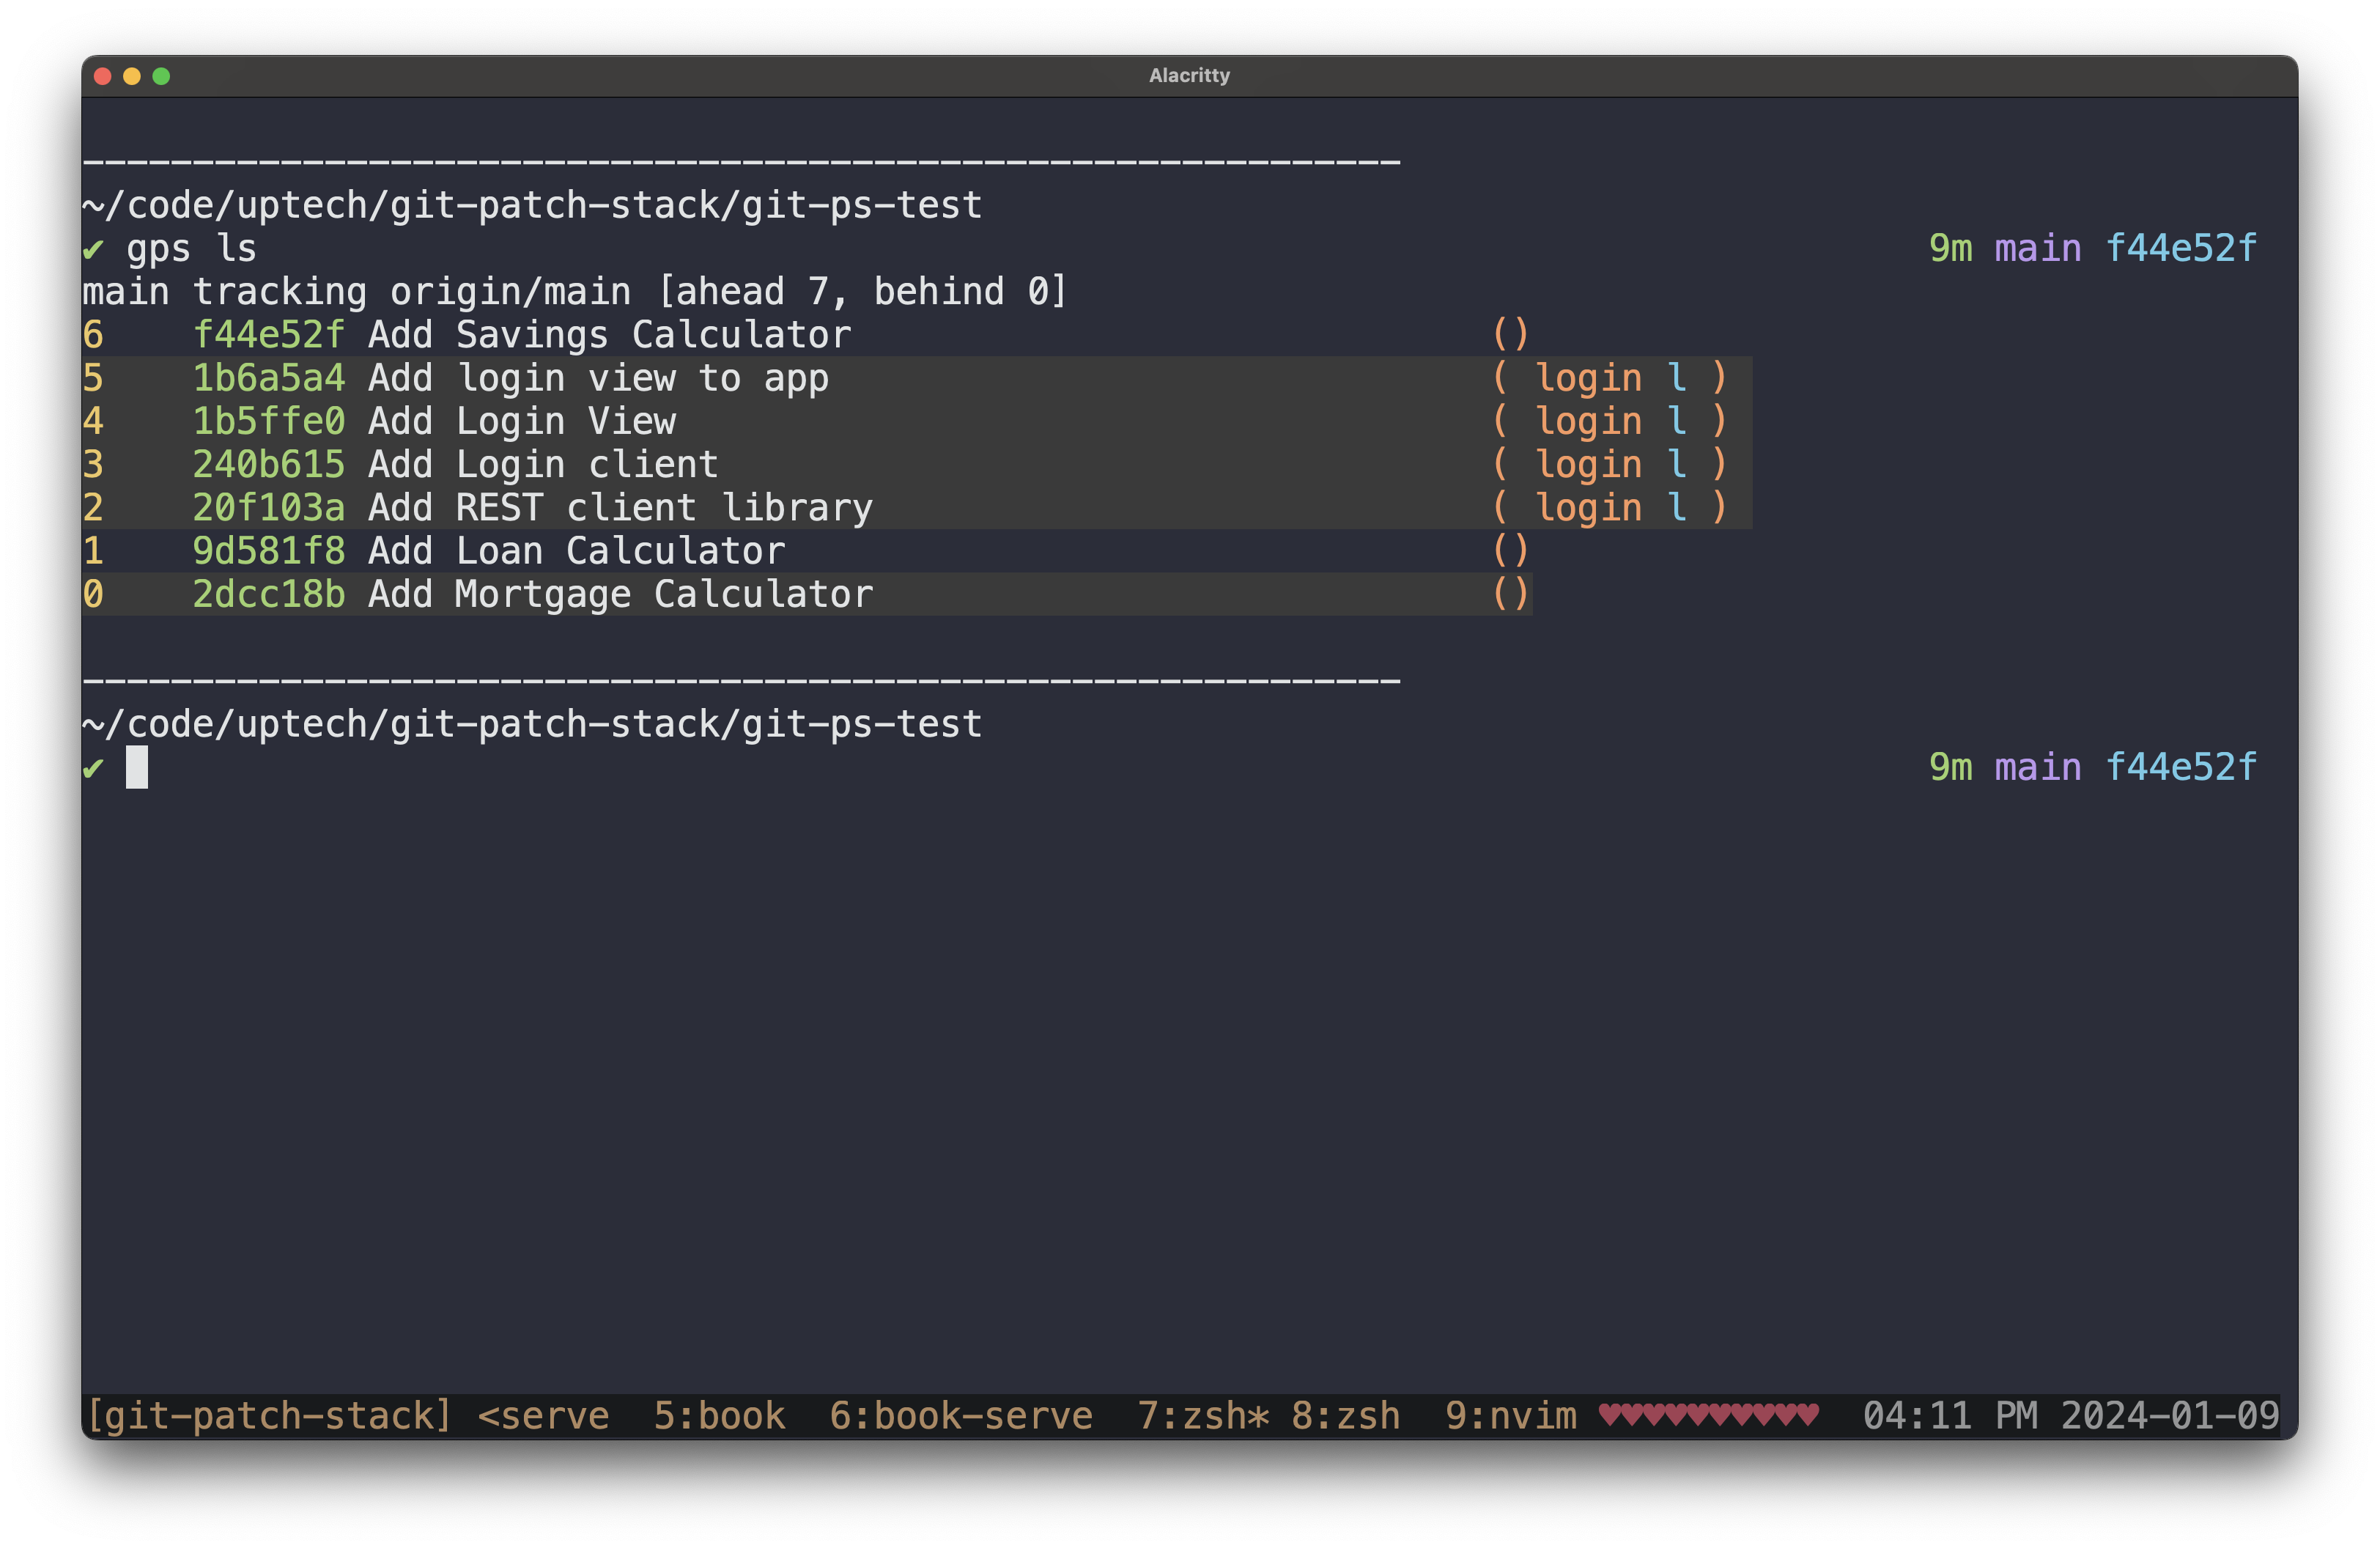 Alacritty
------------------------------------------------------------
~/code/uptech/git-patch-stack/git-ps-test
✔ gps ls 9m main f44e52f
main tracking origin/main [ahead 7, behind 0]
6 f44e52f Add Savings Calculator ()
5 1b6a5a4 Add login view to app ( login l )
4 1b5ffe0 Add Login View ( login l )
3 240b615 Add Login client ( login l )
2 20f103a Add REST client library ( login l )
1 9d581f8 Add Loan Calculator ()
0 2dcc18b Add Mortgage Calculator ()
------------------------------------------------------------
~/code/uptech/git-patch-stack/git-ps-test
✔ 9m main f44e52f
[git-patch-stack] <serve 5:book 6:book-serve 7:zsh* 8:zsh 9:nvim ♥♥♥♥♥♥♥♥♥♥ 04:11 PM 2024-01-09